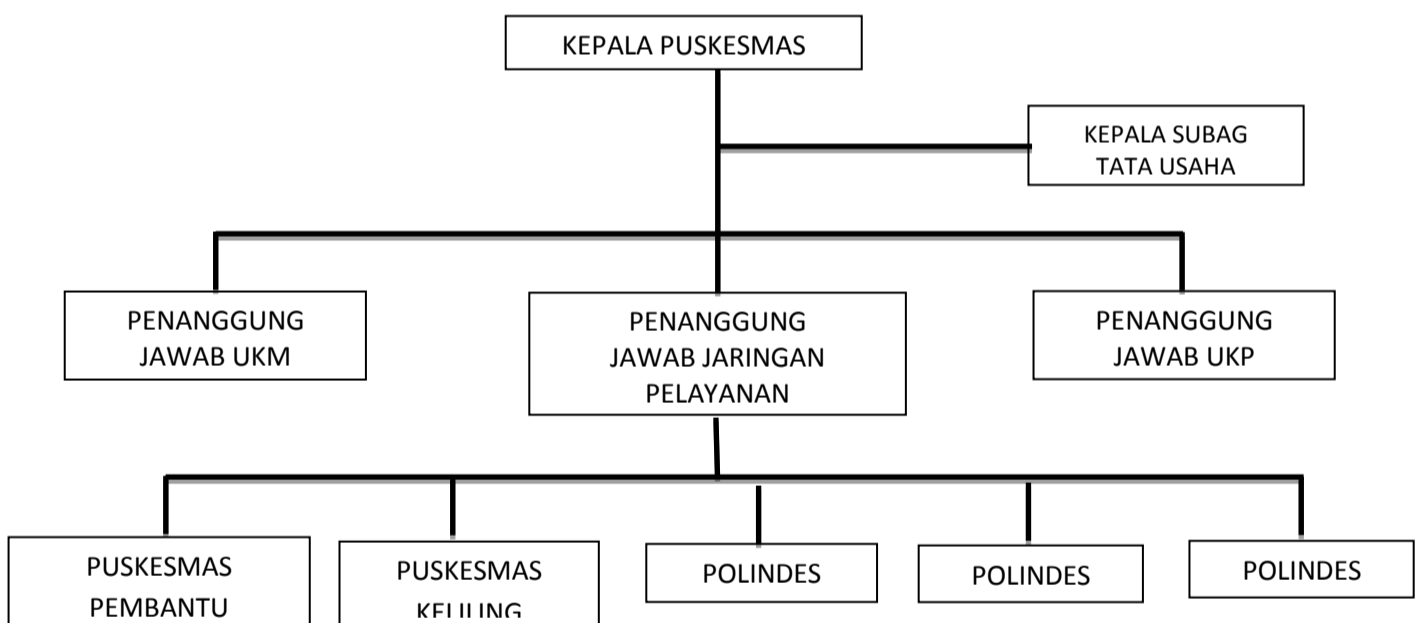 KEPALA PUSKESMAS
KEPALA SUBAG
TATA USAHA
PENANGGUNG
JAWAB UKM
PENANGGUNG
JAWAB JARINGAN
PELAYANAN
PENANGGUNG
JAWAB UKP
PUSKESMAS
PEMBANTU
PUSKESMAS
KELILING
POLINDES
POLINDES
POLINDES